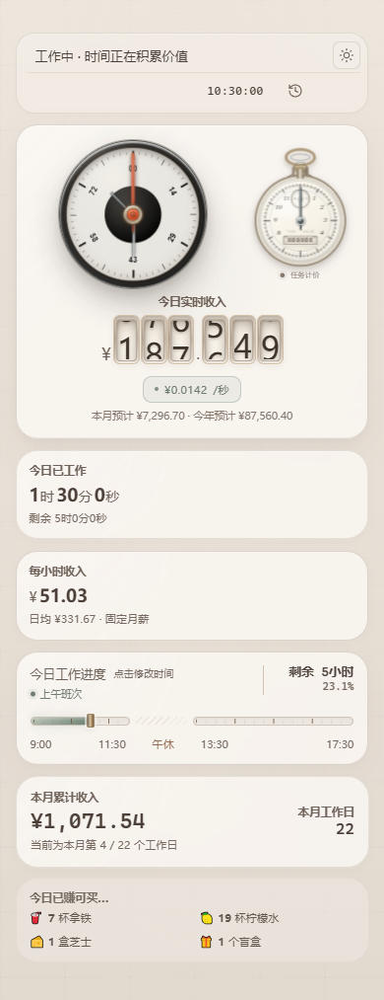 工作中 · 时间正在积累价值
10:30:00
00
14
29
43
58
72
任务计价
今日实时收入
¥
4 9
¥0.0142 /秒
本月预计 ¥7,296.70 · 今年预计 ¥87,560.40
今日已工作
1时30分0秒
剩余 5时0分0秒
每小时收入
¥51.03
日均 ¥331.67 · 固定月薪
今日工作进度 点击修改时间 剩余 5小时
上午班次 23.1%
9:00 11:30 午休 13:30 17:30
本月累计收入 本月工作日
¥1,071.54 22
当前为本月第 4 / 22 个工作日
今日已赚可买…
7 杯拿铁 19 杯柠檬水
1 盒芝士 1 个盲盒